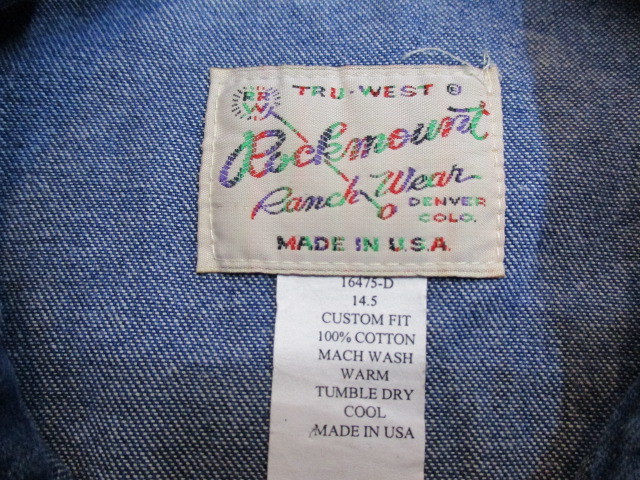 RR
W
TRU-WEST ®
Rockmount
Ranch Wear
DENVER
COLO.
MADE IN U.S.A.
16475-D
14.5
CUSTOM FIT
100% COTTON
MACH WASH
WARM
TUMBLE DRY
COOL
MADE IN USA